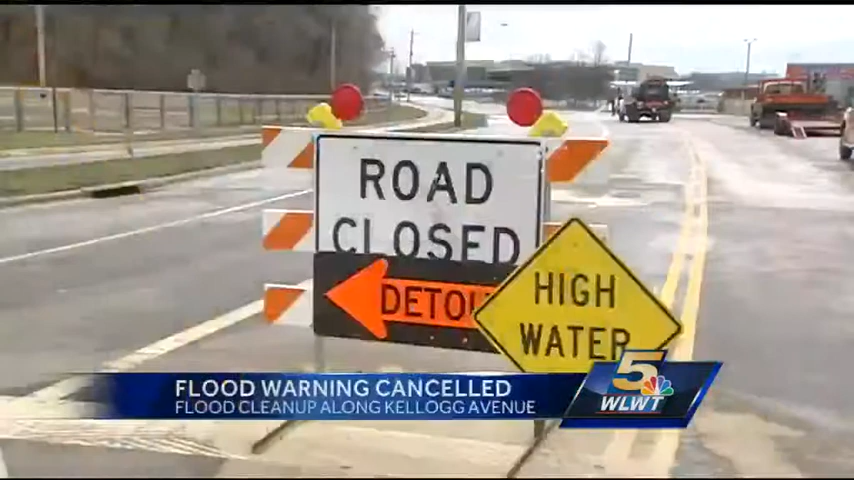 ROAD
CLOSED
DETOU
HIGH
WATER
FLOOD WARNING CANCELLED
FLOOD CLEANUP ALONG KELLOGG AVENUE
5
WLWT